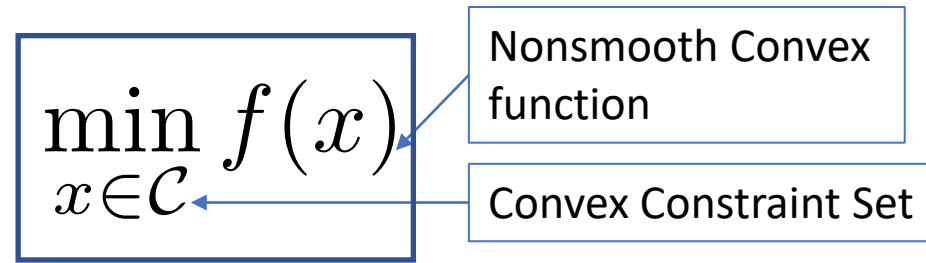 min f(x)
x∈𝒞
Nonsmooth Convex
function
Convex Constraint Set